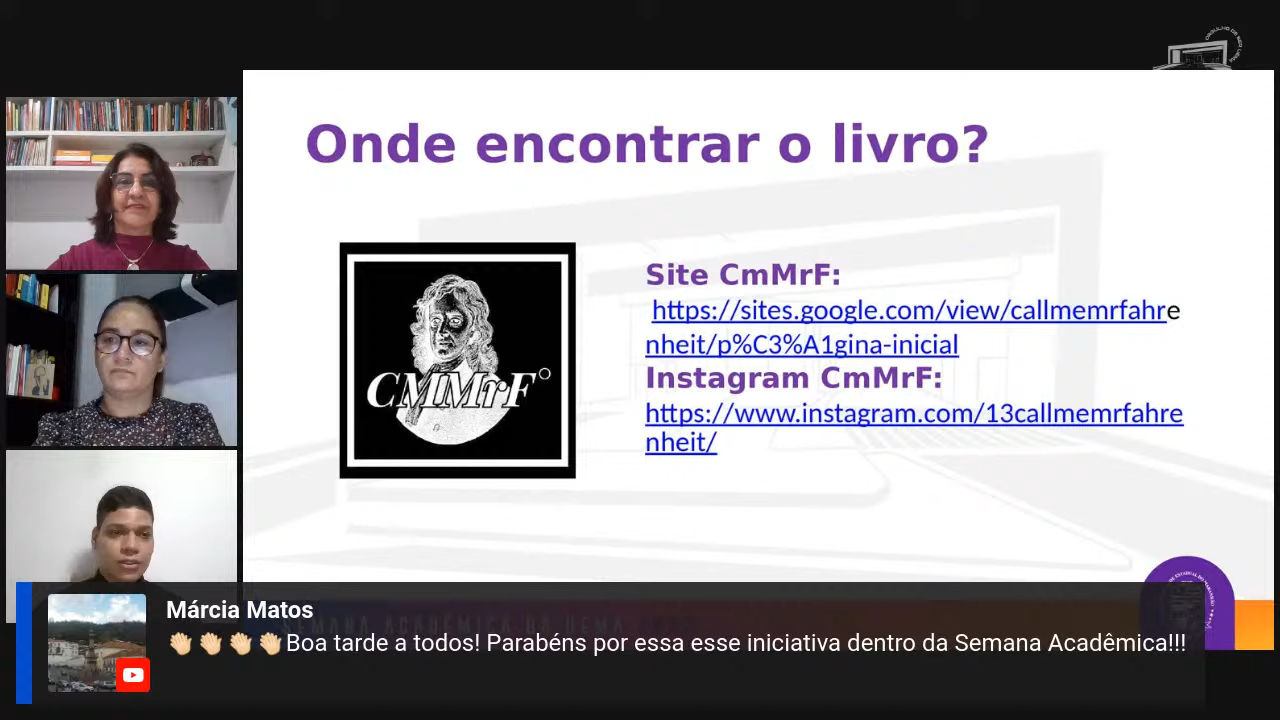 Onde encontrar o livro?
CMMrF°
Site CmMrF:
https://sites.google.com/view/callmemrfahre
nheit/p%C3%A1gina-inicial
Instagram CmMrF:
https://www.instagram.com/13callmemrfahre
nheit/
Márcia Matos
👏🏼👏🏼👏🏼👏🏼Boa tarde a todos! Parabéns por essa esse iniciativa dentro da Semana Acadêmica!!!